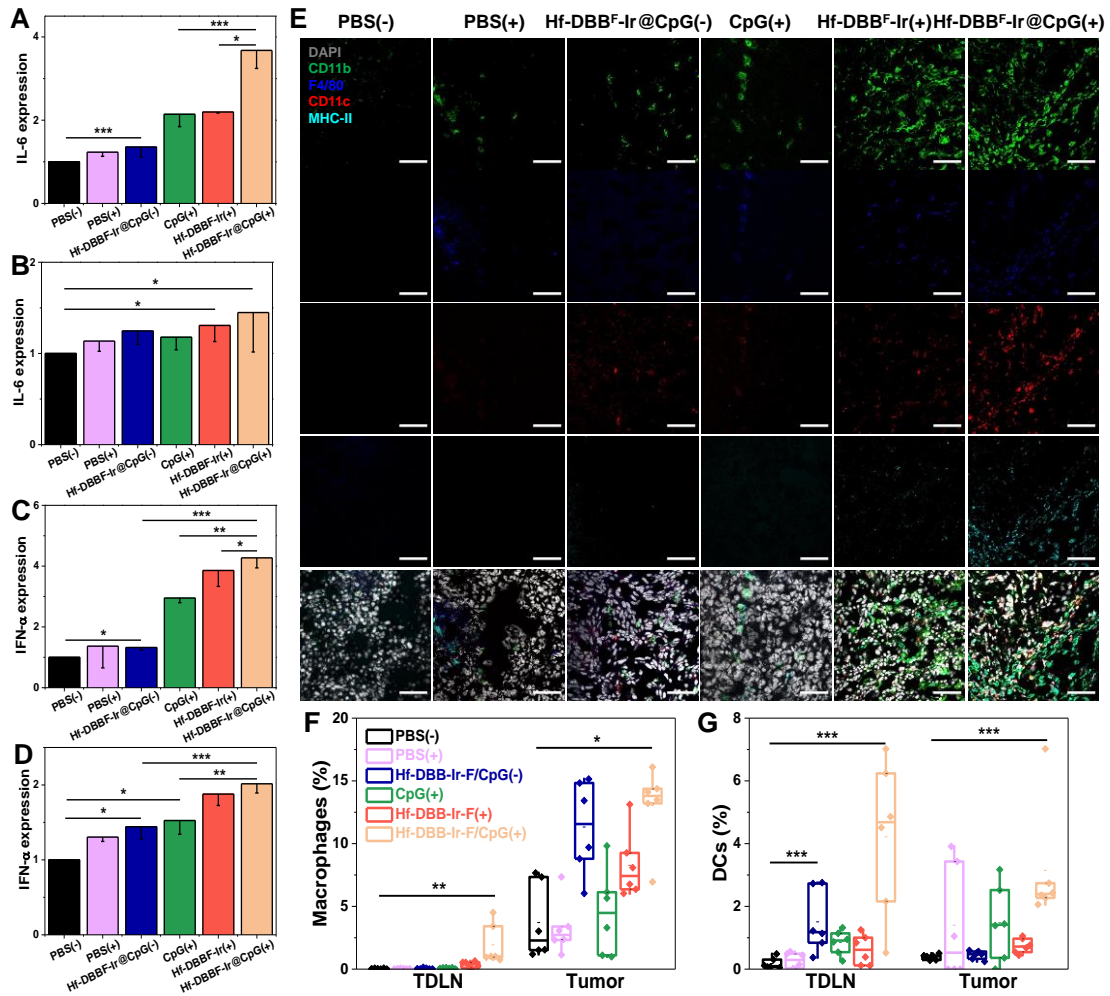 A
IL-6 expression
0
2
4
***
*
***
PBS(-)
PBS(+)
Hf-DBBF-Ir@CpG(-)
CpG(+)
Hf-DBBF-Ir(+)
Hf-DBBF-Ir@CpG(+)
B
IL-6 expression
0
1
2
*
*
PBS(-)
PBS(+)
Hf-DBBF-Ir@CpG(-)
CpG(+)
Hf-DBBF-Ir(+)
Hf-DBBF-Ir@CpG(+)
C
IFN-α expression
0
2
4
6
***
**
*
*
PBS(-)
PBS(+)
Hf-DBBF-Ir@CpG(-)
CpG(+)
Hf-DBBF-Ir(+)
Hf-DBBF-Ir@CpG(+)
D
IFN-α expression
0
1
2
***
**
*
*
PBS(-)
PBS(+)
Hf-DBBF-Ir@CpG(-)
CpG(+)
Hf-DBBF-Ir(+)
Hf-DBBF-Ir@CpG(+)
E
PBS(-) PBS(+) Hf-DBBᶠ-Ir@CpG(-) CpG(+) Hf-DBBᶠ-Ir(+) Hf-DBBᶠ-Ir@CpG(+)
DAPI
CD11b
F4/80
CD11c
MHC-II
F
Macrophages (%)
20
15
10
5
0
PBS(-)
PBS(+)
Hf-DBB-Ir-F/CpG(-)
CpG(+)
Hf-DBB-Ir-F(+)
Hf-DBB-Ir-F/CpG(+)
**
*
TDLN Tumor
G
DCs (%)
8
6
4
2
0
***
***
***
TDLN Tumor